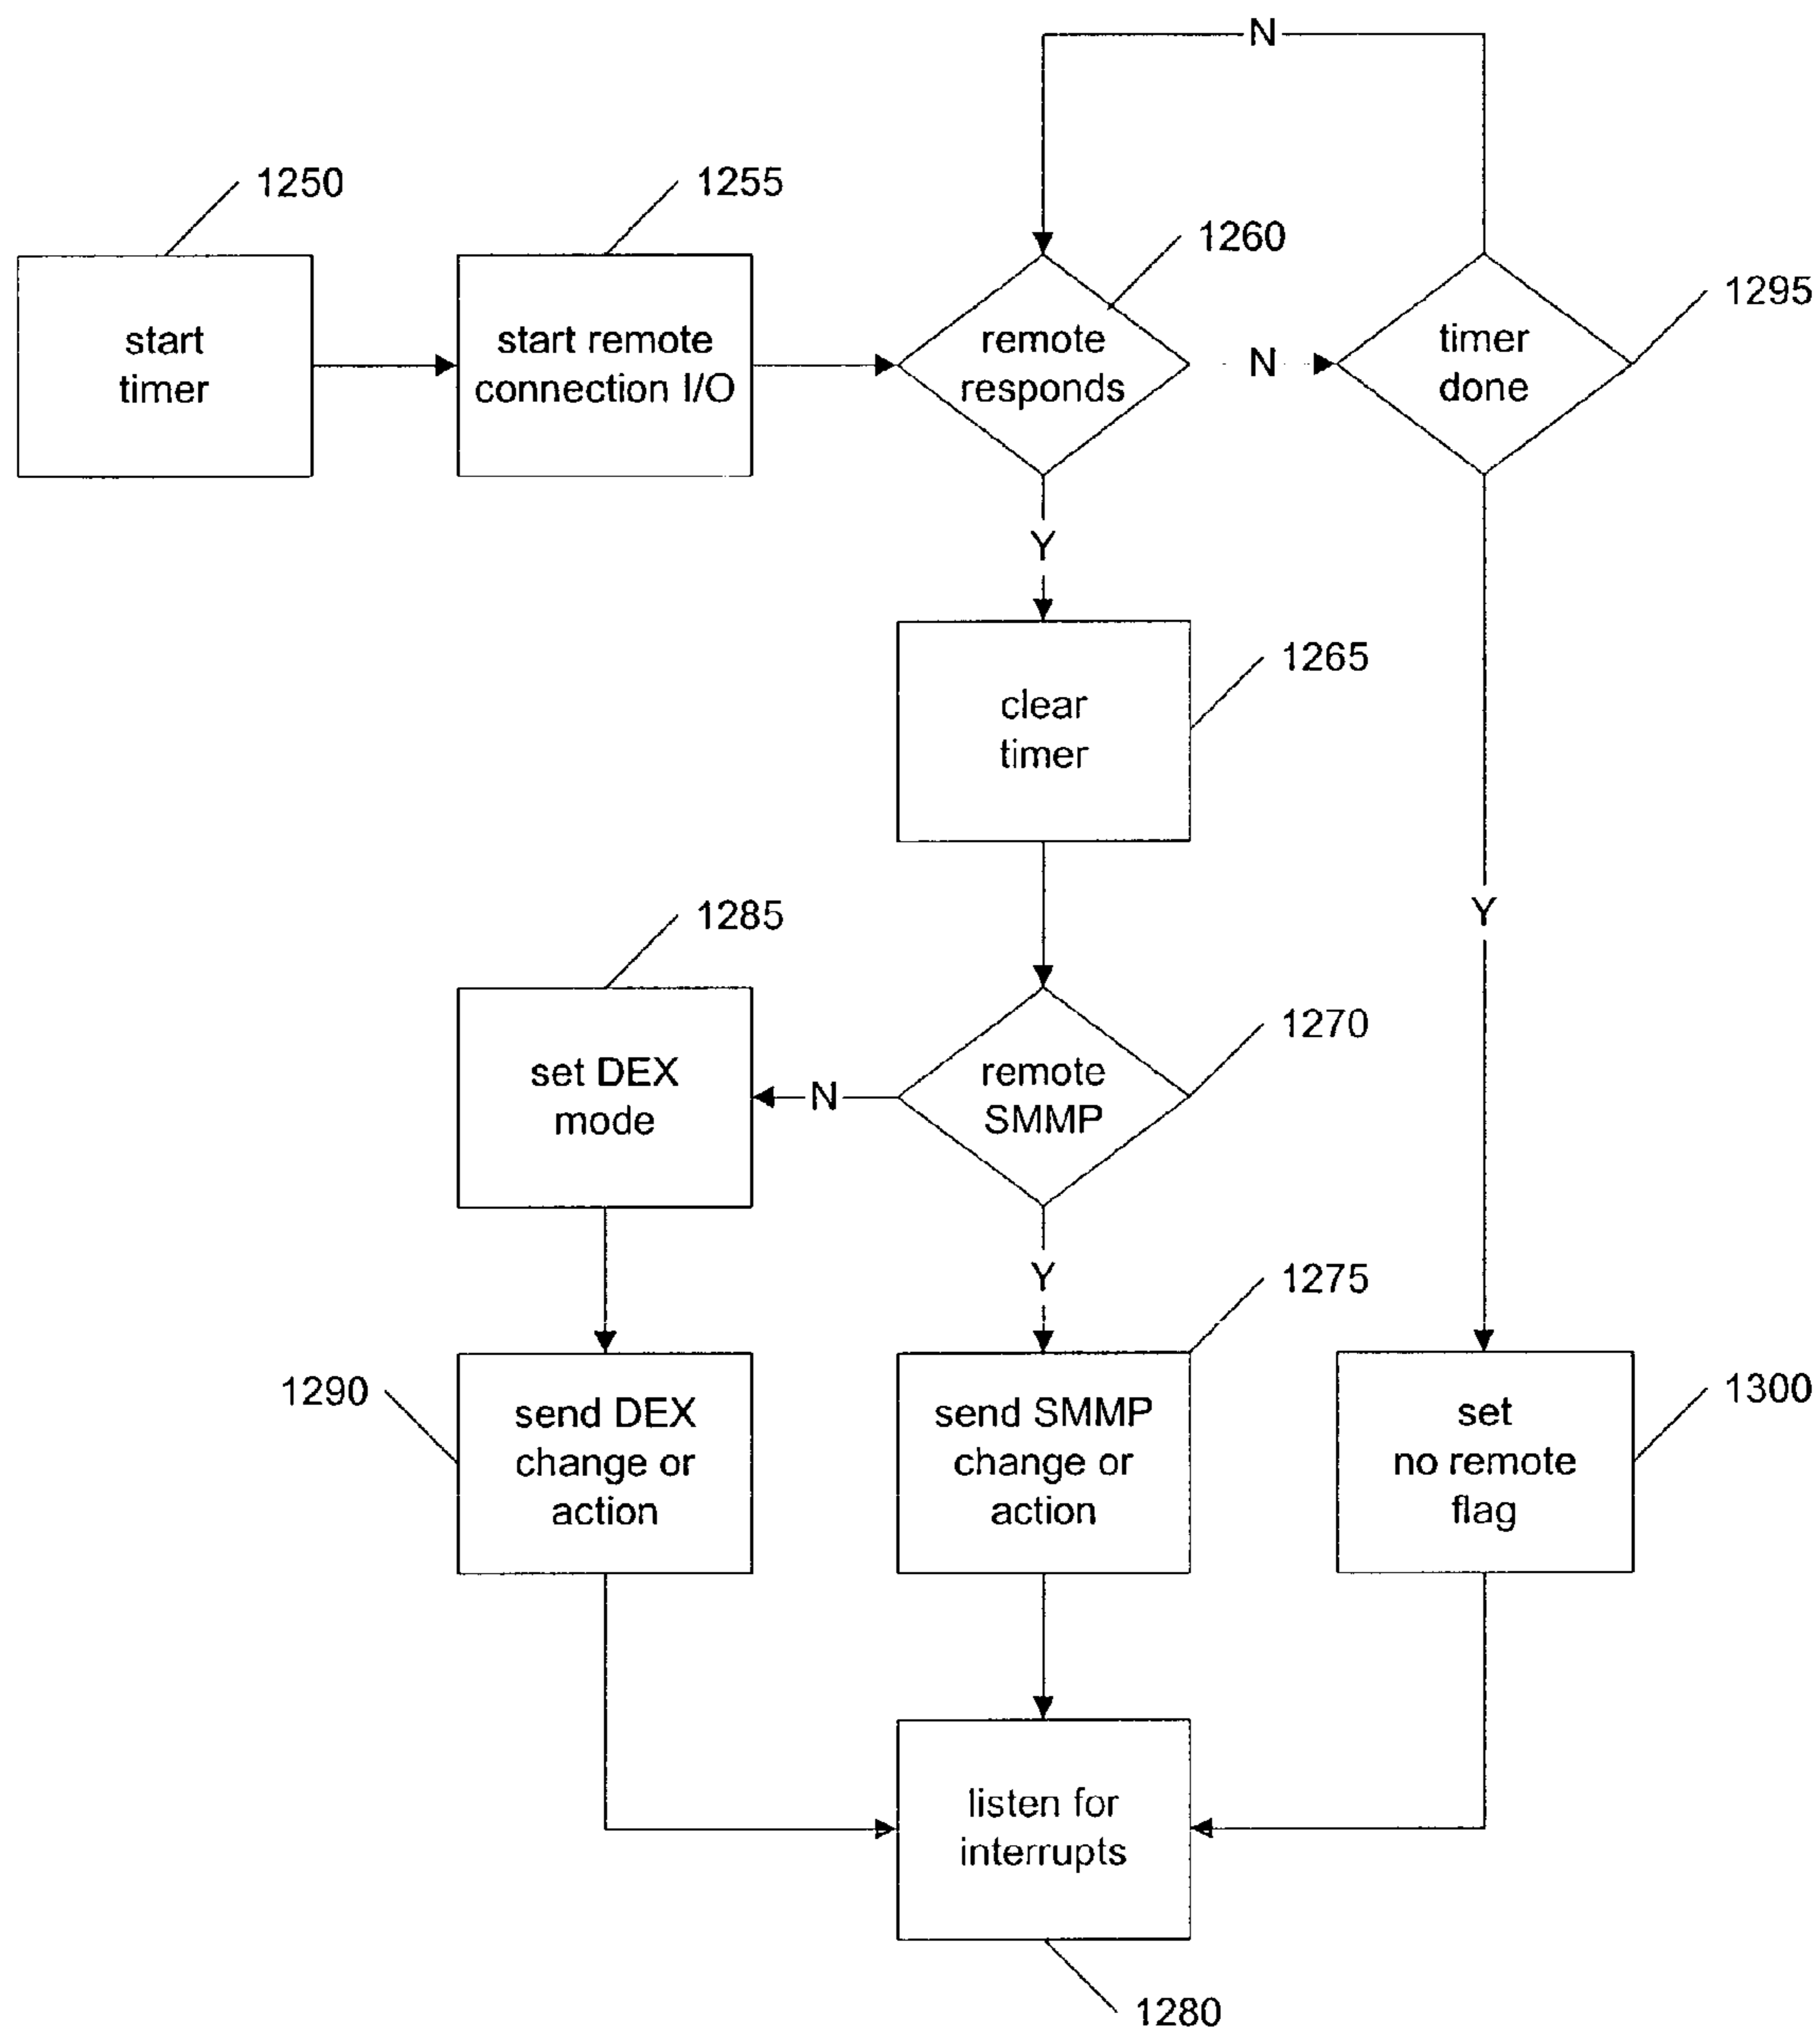 N
1250
1255
1260
1295
start
timer
start remote
connection I/O
remote
responds
N
timer
done
Y
1265
clear
timer
1285
Y
1270
set DEX
mode
N
remote
SMMP
Y
1275
1290
send DEX
change or
action
send SMMP
change or
action
1300
set
no remote
flag
listen for
interrupts
1280